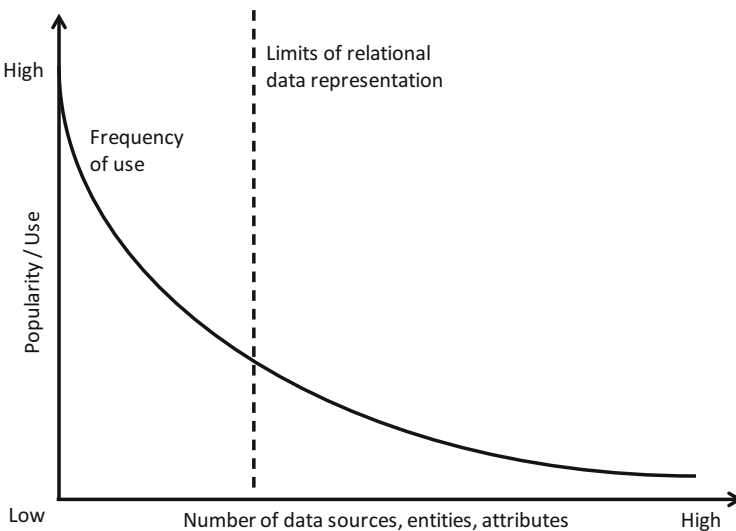 High
Limits of relational
data representation
Frequency
of use
Popularity / Use
Low
Number of data sources, entities, attributes
High